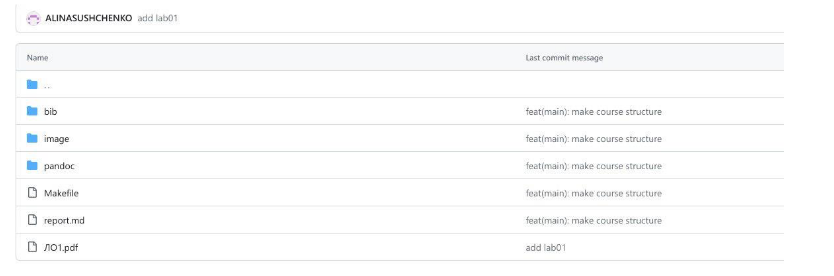 ALINASUSHCHENKO add lab01
Name Last commit message
..
bib feat(main): make course structure
image feat(main): make course structure
pandoc feat(main): make course structure
Makefile feat(main): make course structure
report.md feat(main): make course structure
ЛО1.pdf add lab01